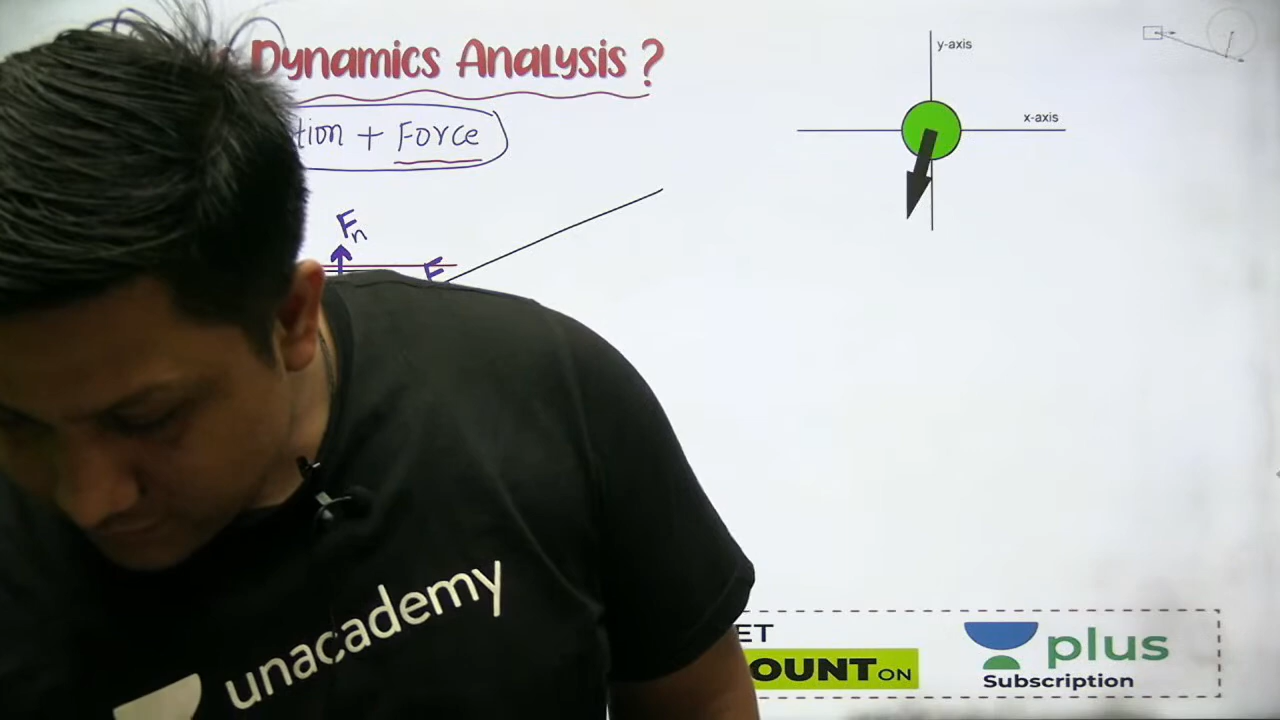 Dynamics Analysis ?
tion + Force
Fn
F
y-axis
x-axis
unacademy
ET
OUNT ON
plus
Subscription